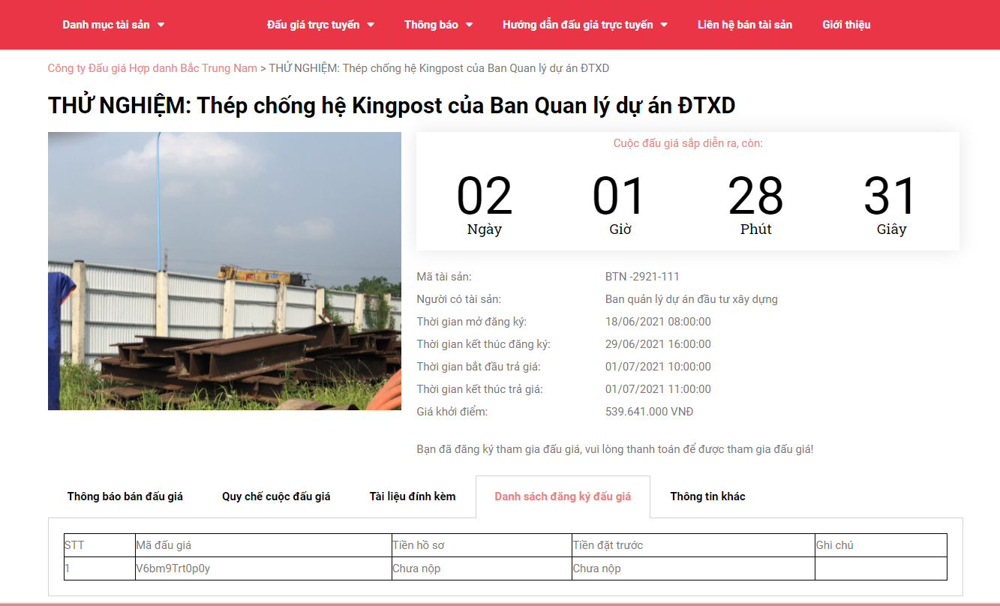 Danh mục tài sản Đấu giá trực tuyến Thông báo Hướng dẫn đấu giá trực tuyến Liên hệ bán tài sản Giới thiệu
Công ty Đấu giá Hợp danh Bắc Trung Nam > THỬ NGHIỆM: Thép chống hệ Kingpost của Ban Quan lý dự án ĐTXD
THỬ NGHIỆM: Thép chống hệ Kingpost của Ban Quan lý dự án ĐTXD
Cuộc đấu giá sắp diễn ra, còn:
02 01 28 31
Ngày Giờ Phút Giây
Mã tài sản: BTN -2921-111
Người có tài sản: Ban quản lý dự án đầu tư xây dựng
Thời gian mở đăng ký: 18/06/2021 08:00:00
Thời gian kết thúc đăng ký: 29/06/2021 16:00:00
Thời gian bắt đầu trả giá: 01/07/2021 10:00:00
Thời gian kết thúc trả giá: 01/07/2021 11:00:00
Giá khởi điểm: 539.641.000 VNĐ
Bạn đã đăng ký tham gia đấu giá, vui lòng thanh toán để được tham gia đấu giá!
Thông báo bán đấu giá Quy chế cuộc đấu giá Tài liệu đính kèm Danh sách đăng ký đấu giá Thông tin khác
STT Mã đấu giá Tiền hồ sơ Tiền đặt trước Ghi chú
1 V6bm9Trt0p0y Chưa nộp Chưa nộp